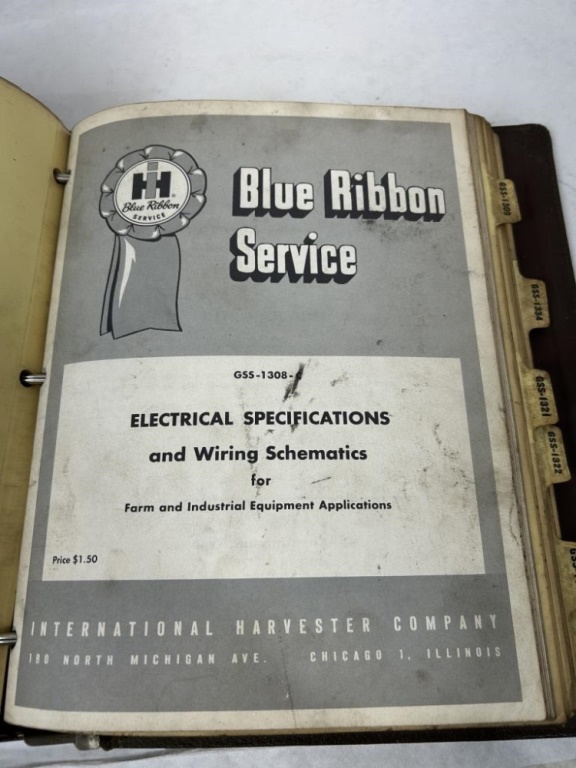 IH
Blue Ribbon
SERVICE
Blue Ribbon
Service
GSS-1308-
ELECTRICAL SPECIFICATIONS
and Wiring Schematics
for
Farm and Industrial Equipment Applications
Price $1.50
INTERNATIONAL HARVESTER COMPANY
180 NORTH MICHIGAN AVE. CHICAGO 1, ILLINOIS
GSS-1309
GSS-1334
GSS-1321
GSS-1322